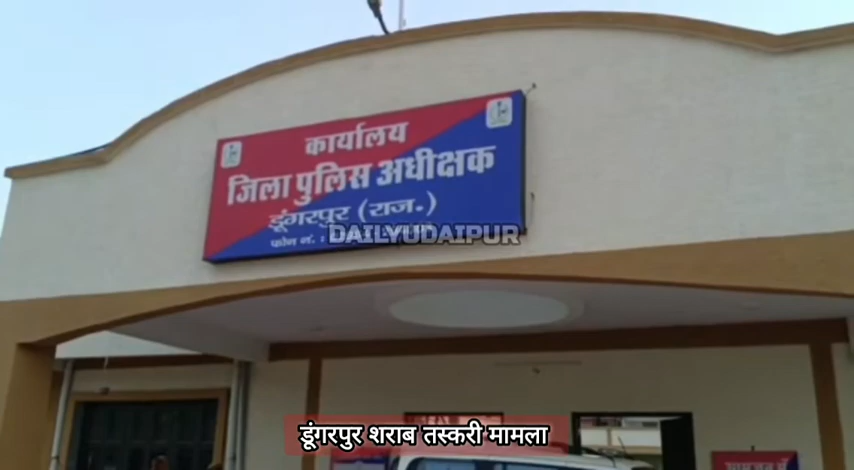 कार्यालय
जिला पुलिस अधीक्षक
डूंगरपुर (राज.)
फोन नं. :
DAILYUDAIPUR
डूंगरपुर शराब तस्करी मामला